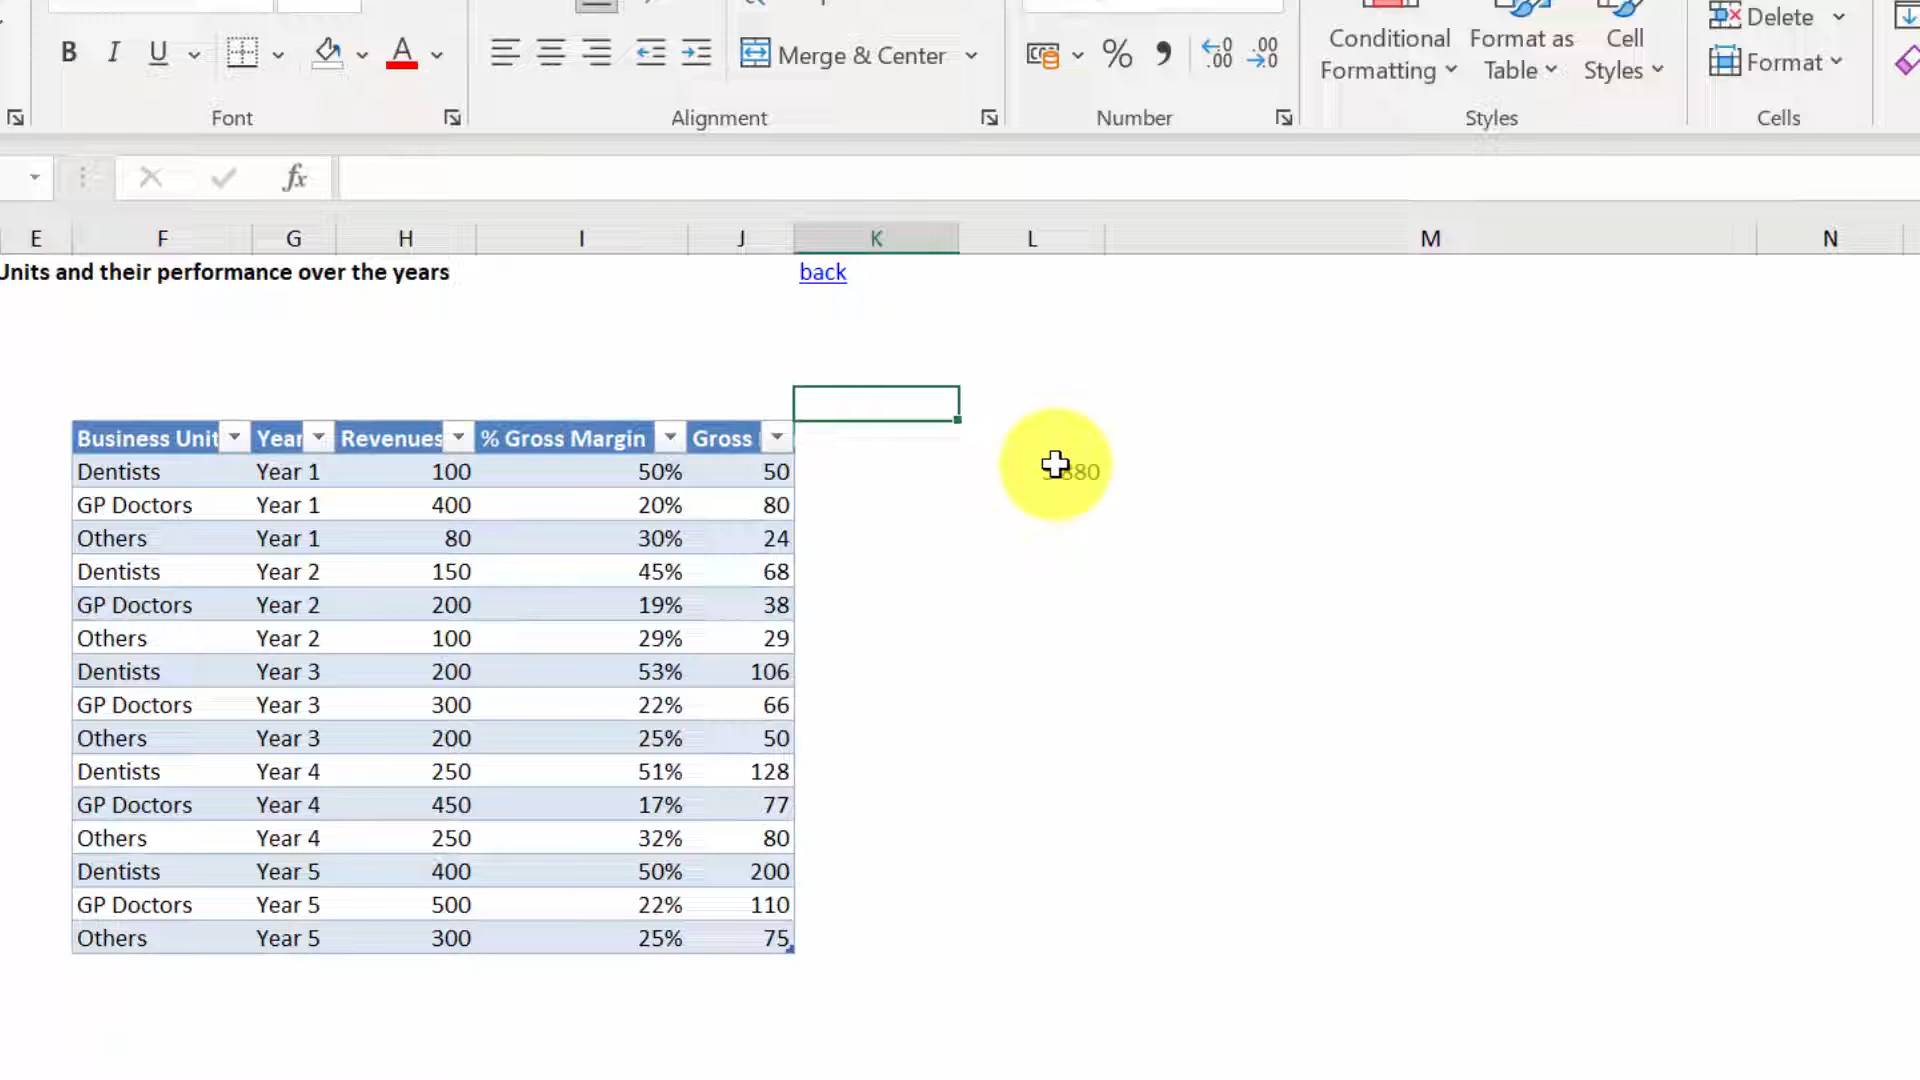 B I U A Merge & Center % , .00 .00 Conditional Format as Cell Delete
Formatting Table Styles Format
Font Alignment Number Styles Cells
fx
E F G H I J K L M N
Units and their performance over the years back
Business Unit Year Revenues % Gross Margin Gross
Dentists Year 1 100 50% 50
GP Doctors Year 1 400 20% 80
Others Year 1 80 30% 24
Dentists Year 2 150 45% 68
GP Doctors Year 2 200 19% 38
Others Year 2 100 29% 29
Dentists Year 3 200 53% 106
GP Doctors Year 3 300 22% 66
Others Year 3 200 25% 50
Dentists Year 4 250 51% 128
GP Doctors Year 4 450 17% 77
Others Year 4 250 32% 80
Dentists Year 5 400 50% 200
GP Doctors Year 5 500 22% 110
Others Year 5 300 25% 75